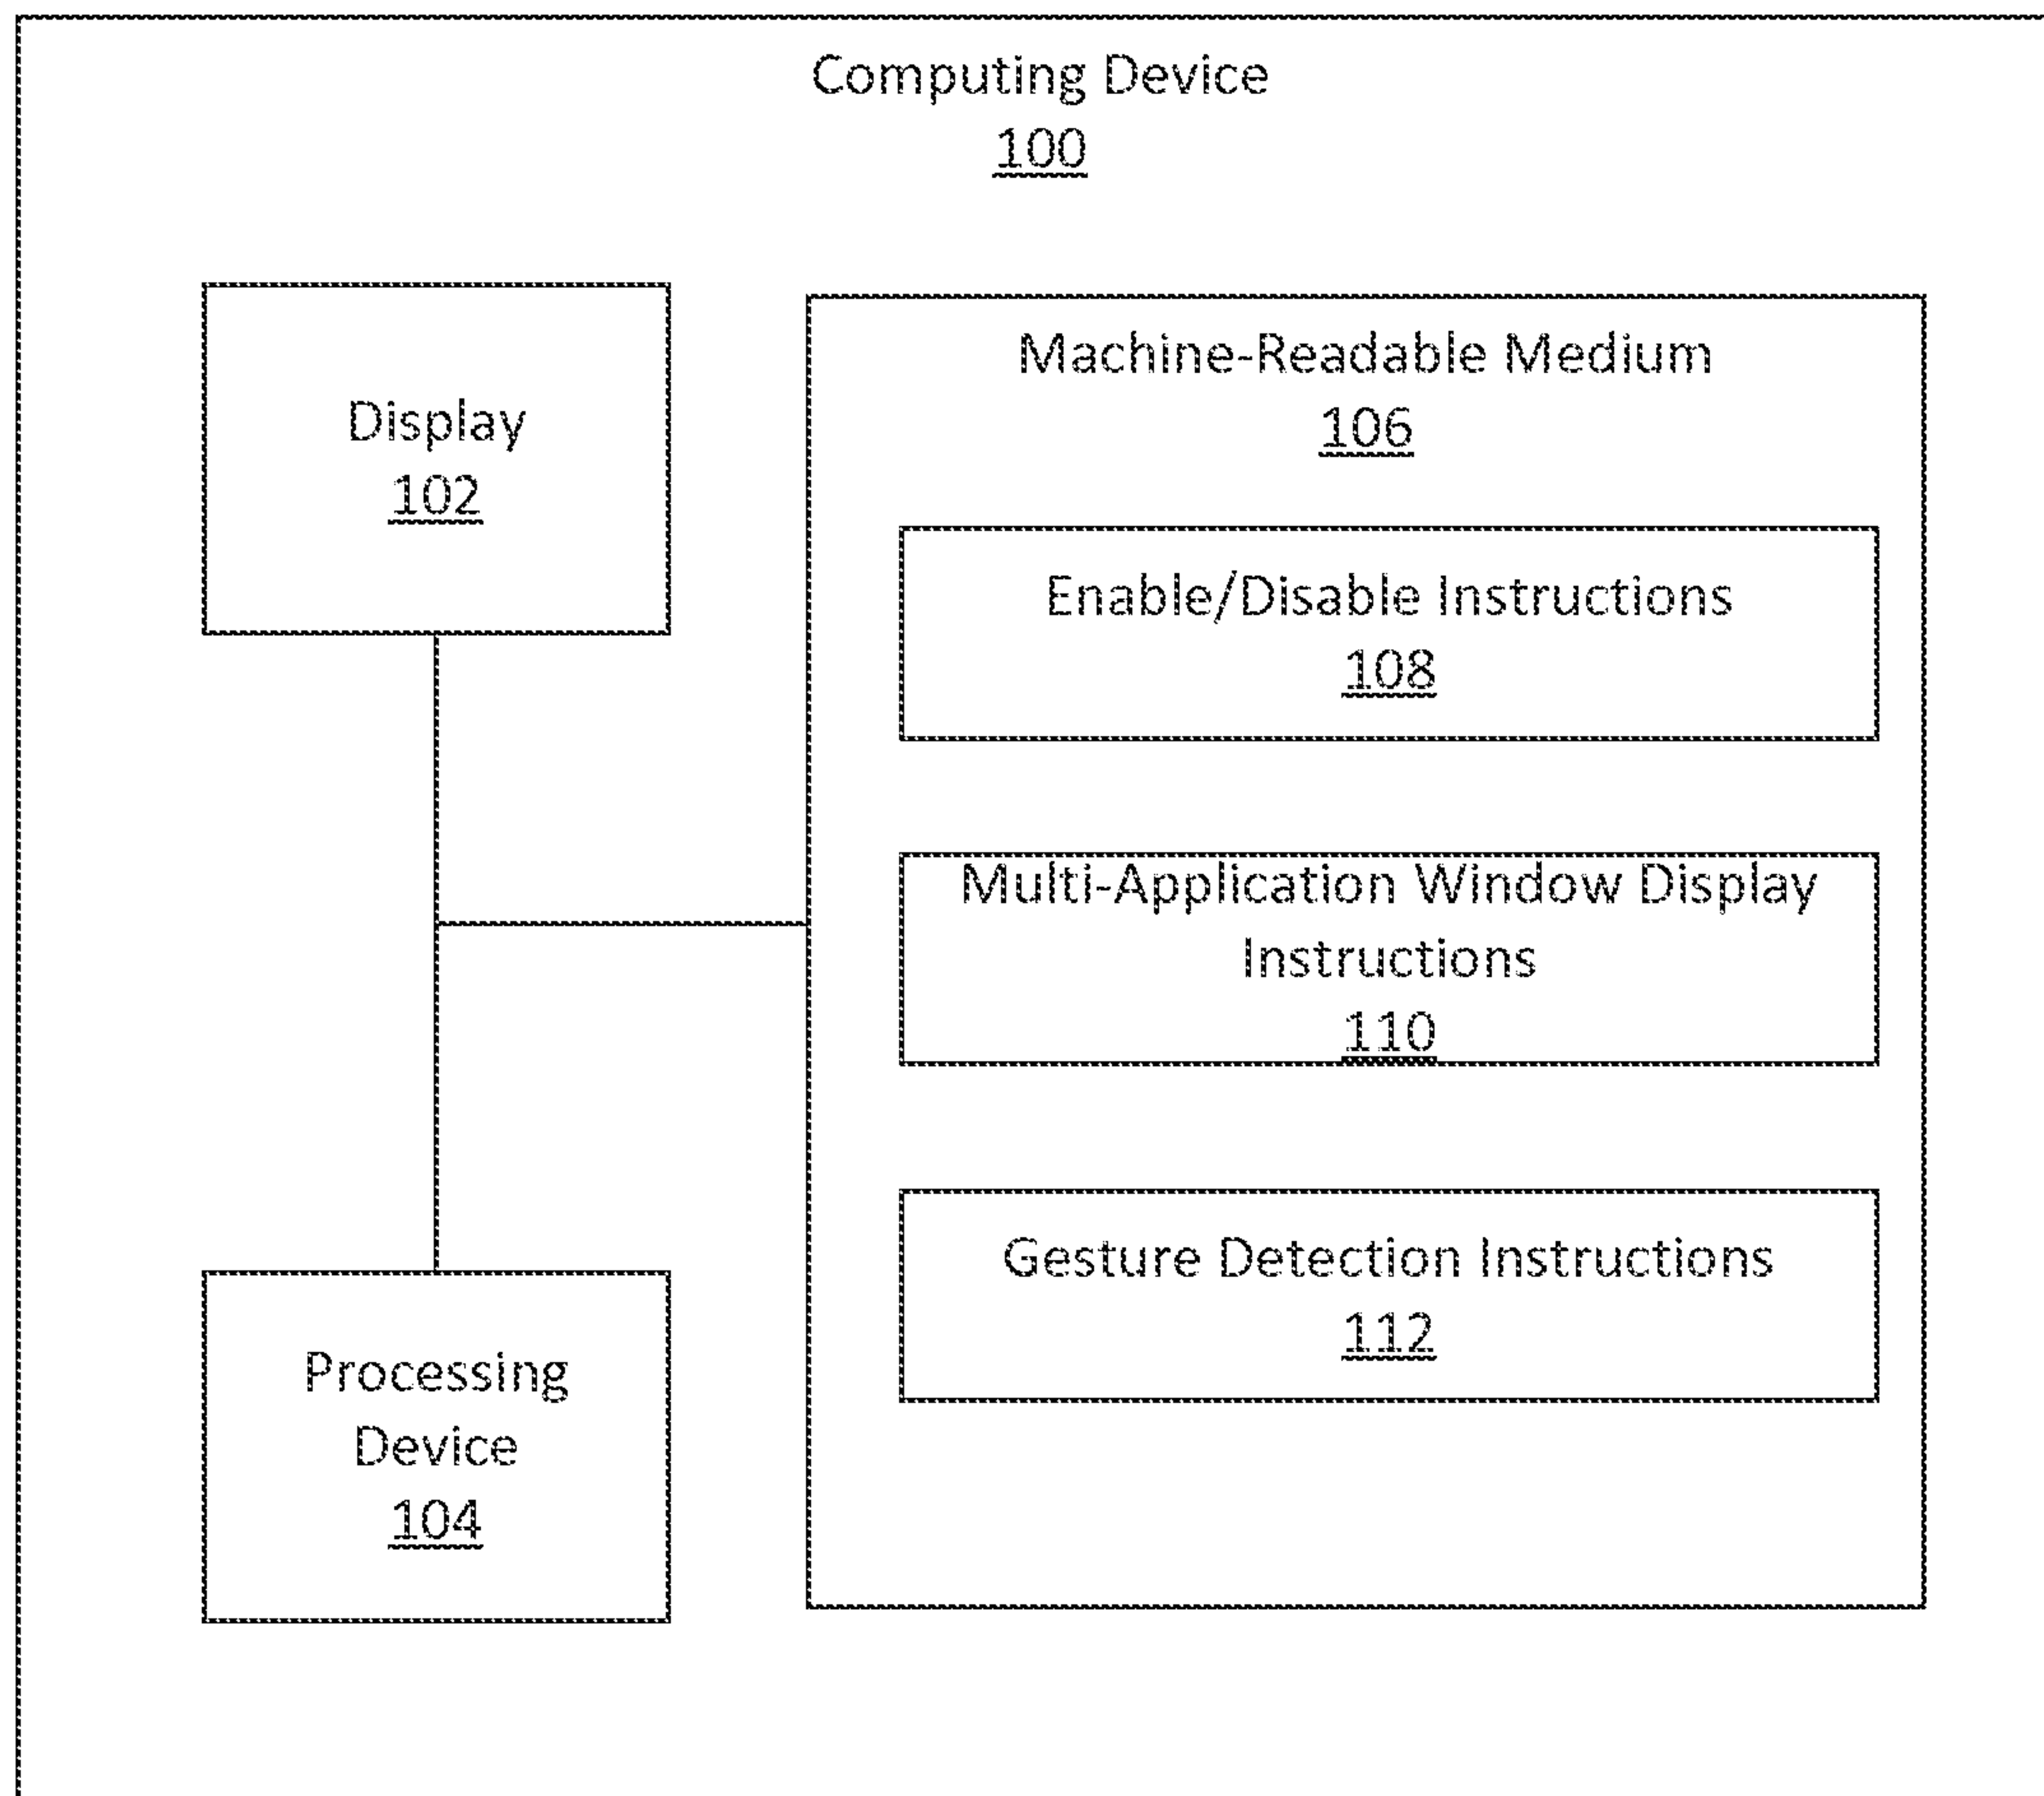 Computing Device
100
Display
102
Machine-Readable Medium
106
Enable/Disable Instructions
108
Multi-Application Window Display
Instructions
110
Gesture Detection Instructions
112
Processing
Device
104